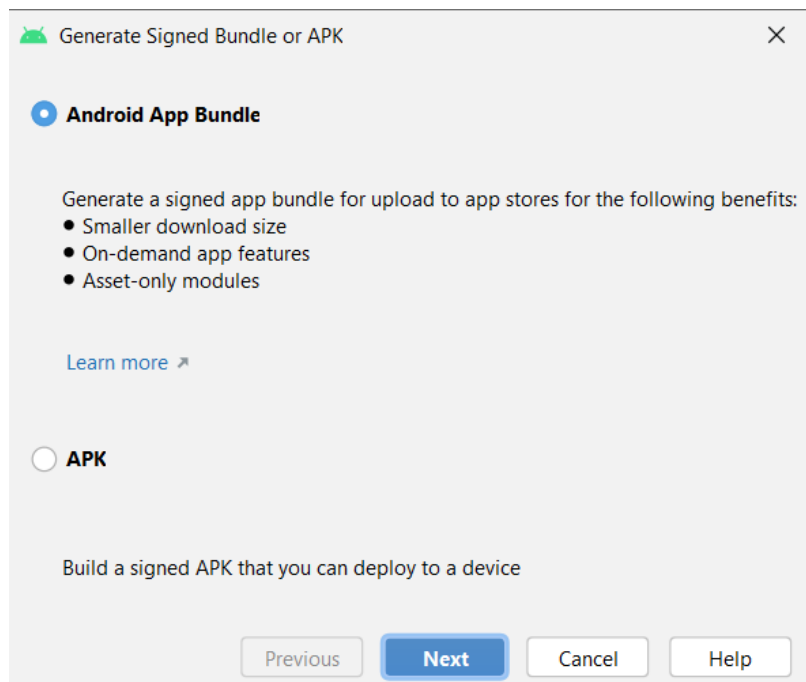 Generate Signed Bundle or APK
Android App Bundle
Generate a signed app bundle for upload to app stores for the following benefits:
● Smaller download size
● On-demand app features
● Asset-only modules
Learn more ↗
APK
Build a signed APK that you can deploy to a device
Previous Next Cancel Help